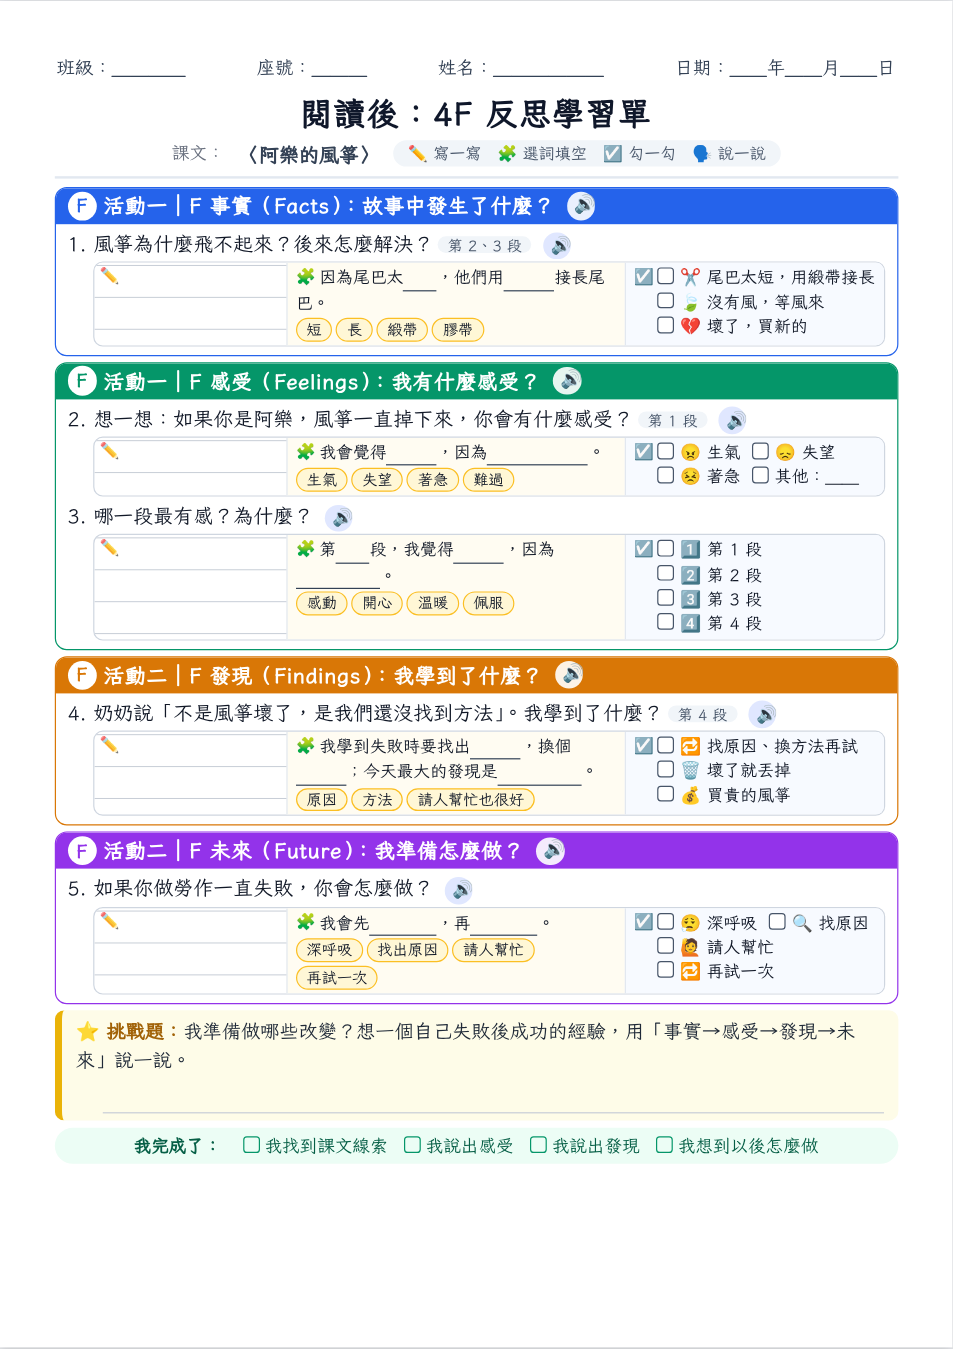 班級：________ 座號：______ 姓名：____________ 日期：____年____月____日
閱讀後：4F 反思學習單
課文： 〈阿樂的風箏〉 ✏️ 寫一寫 🧩 選詞填空 ☑️ 勾一勾 🗣️ 說一說
F 活動一｜F 事實（Facts）：故事中發生了什麼？ 🔊
1. 風箏為什麼飛不起來？後來怎麼解決？ 第 2、3 段 🔊
✏️
🧩 因為尾巴太____，他們用______接長尾
巴。
短 長 緞帶 膠帶
☑️ ☐ ✂️ 尾巴太短，用緞帶接長
☐ 🍃 沒有風，等風來
☐ 💔 壞了，買新的
F 活動一｜F 感受（Feelings）：我有什麼感受？ 🔊
2. 想一想：如果你是阿樂，風箏一直掉下來，你會有什麼感受？ 第 1 段 🔊
✏️
🧩 我會覺得______，因為____________。
生氣 失望 著急 難過
☑️ ☐ 😠 生氣 ☐ 😞 失望
☐ 😣 著急 ☐ 其他：____
3. 哪一段最有感？為什麼？ 🔊
✏️
🧩 第____段，我覺得______，因為
__________。
感動 開心 溫暖 佩服
☑️ ☐ 1️⃣ 第 1 段
☐ 2️⃣ 第 2 段
☐ 3️⃣ 第 3 段
☐ 4️⃣ 第 4 段
F 活動二｜F 發現（Findings）：我學到了什麼？ 🔊
4. 奶奶說「不是風箏壞了，是我們還沒找到方法」。我學到了什麼？ 第 4 段 🔊
✏️
🧩 我學到失敗時要找出______，換個
______；今天最大的發現是__________。
原因 方法 請人幫忙也很好
☑️ ☐ 🔁 找原因、換方法再試
☐ 🗑️ 壞了就丟掉
☐ 💰 買貴的風箏
F 活動二｜F 未來（Future）：我準備怎麼做？ 🔊
5. 如果你做勞作一直失敗，你會怎麼做？ 🔊
✏️
🧩 我會先________，再________。
深呼吸 找出原因 請人幫忙
再試一次
☑️ ☐ 😮‍💨 深呼吸 ☐ 🔍 找原因
☐ 🙋 請人幫忙
☐ 🔁 再試一次
⭐ 挑戰題：我準備做哪些改變？想一個自己失敗後成功的經驗，用「事實→感受→發現→未
來」說一說。
我完成了： ☐ 我找到課文線索 ☐ 我說出感受 ☐ 我說出發現 ☐ 我想到以後怎麼做